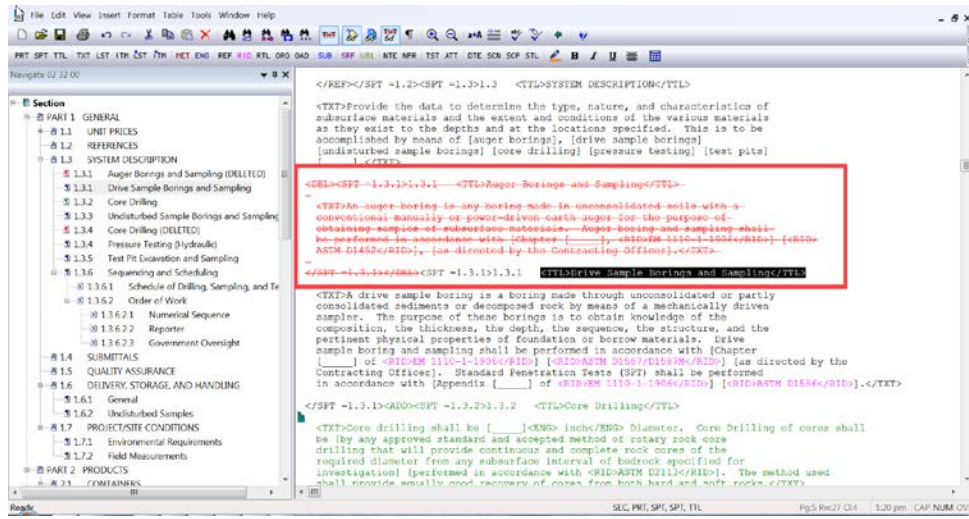 File Edit View Insert Format Table Tools Window Help
PRT SPT TTL TXT LST ITM LST ITM MET ENG REF RID RTL ORG OAD SUB SRF URL NTE NPR TST ATT DTE SCN SCP STL B I U
Navigate 02 32 00
Section
PART 1 GENERAL
1.1 UNIT PRICES
1.2 REFERENCES
1.3 SYSTEM DESCRIPTION
1.3.1 Auger Borings and Sampling (DELETED)
1.3.1 Drive Sample Borings and Sampling
1.3.2 Core Drilling
1.3.3 Undisturbed Sample Borings and Sampling
1.3.4 Core Drilling (DELETED)
1.3.4 Pressure Testing (Hydraulic)
1.3.5 Test Pit Excavation and Sampling
1.3.6 Sequencing and Scheduling
1.3.6.1 Schedule of Drilling, Sampling, and Te
1.3.6.2 Order of Work
1.3.6.2.1 Numerical Sequence
1.3.6.2.2 Reporter
1.3.6.2.3 Government Oversight
1.4 SUBMITTALS
1.5 QUALITY ASSURANCE
1.6 DELIVERY, STORAGE, AND HANDLING
1.6.1 General
1.6.2 Undisturbed Samples
1.7 PROJECT/SITE CONDITIONS
1.7.1 Environmental Requirements
1.7.2 Field Measurements
PART 2 PRODUCTS
2.1 CONTAINERS
</REF></SPT =1.2><SPT =1.3>1.3 <TTL>SYSTEM DESCRIPTION</TTL>
<TXT>Provide the data to determine the type, nature, and characteristics of
subsurface materials and the extent and conditions of the various materials
as they exist to the depths and at the locations specified. This is to be
accomplished by means of [auger borings], [drive sample borings]
[undisturbed sample borings] [core drilling] [pressure testing] [test pits]
[_____].</TXT>
<DEL><SPT =1.3.1>1.3.1 <TTL>Auger Borings and Sampling</TTL>
<TXT>An auger boring is any boring made in unconsolidated soils with a
conventional manually or power-driven earth auger for the purpose of
obtaining samples of subsurface materials. Auger boring and sampling shall
be performed in accordance with [Chapter [_____], <RID>EM 1110-1-1906</RID>] [<RID>
ASTM D1452</RID>], [as directed by the Contracting Officer].</TXT>
</SPT =1.3.1></DEL><SPT =1.3.1>1.3.1 <TTL>Drive Sample Borings and Sampling</TTL>
<TXT>A drive sample boring is a boring made through unconsolidated or partly
consolidated sediments or decomposed rock by means of a mechanically driven
sampler. The purpose of these borings is to obtain knowledge of the
composition, the thickness, the depth, the sequence, the structure, and the
pertinent physical properties of foundation or borrow materials. Drive
sample boring and sampling shall be performed in accordance with [Chapter
[_____] of <RID>EM 1110-1-1906</RID>] [<RID>ASTM D1587/D1587M</RID>] [as directed by the
Contracting Officer]. Standard Penetration Tests (SPT) shall be performed
in accordance with [Appendix [_____] of <RID>EM 1110-1-1906</RID>] [<RID>ASTM D1586</RID>].</TXT>
</SPT =1.3.1><ADD><SPT =1.3.2>1.3.2 <TTL>Core Drilling</TTL>
<TXT>Core drilling shall be [_____]<ENG> inch</ENG> Diameter. Core Drilling of cores shall
be [by any approved standard and accepted method of rotary rock core
drilling that will provide continuous and complete rock cores of the
required diameter from any subsurface interval of bedrock specified for
investigation] [performed in accordance with <RID>ASTM D2113</RID>]. The method used
shall provide equally good recovery of cores from both hard and soft rocks.</TXT>
Ready SEC, PRT, SPT, SPT, TTL Pg:5 Rw:27 Cl:4 1:20 pm CAP NUM OV